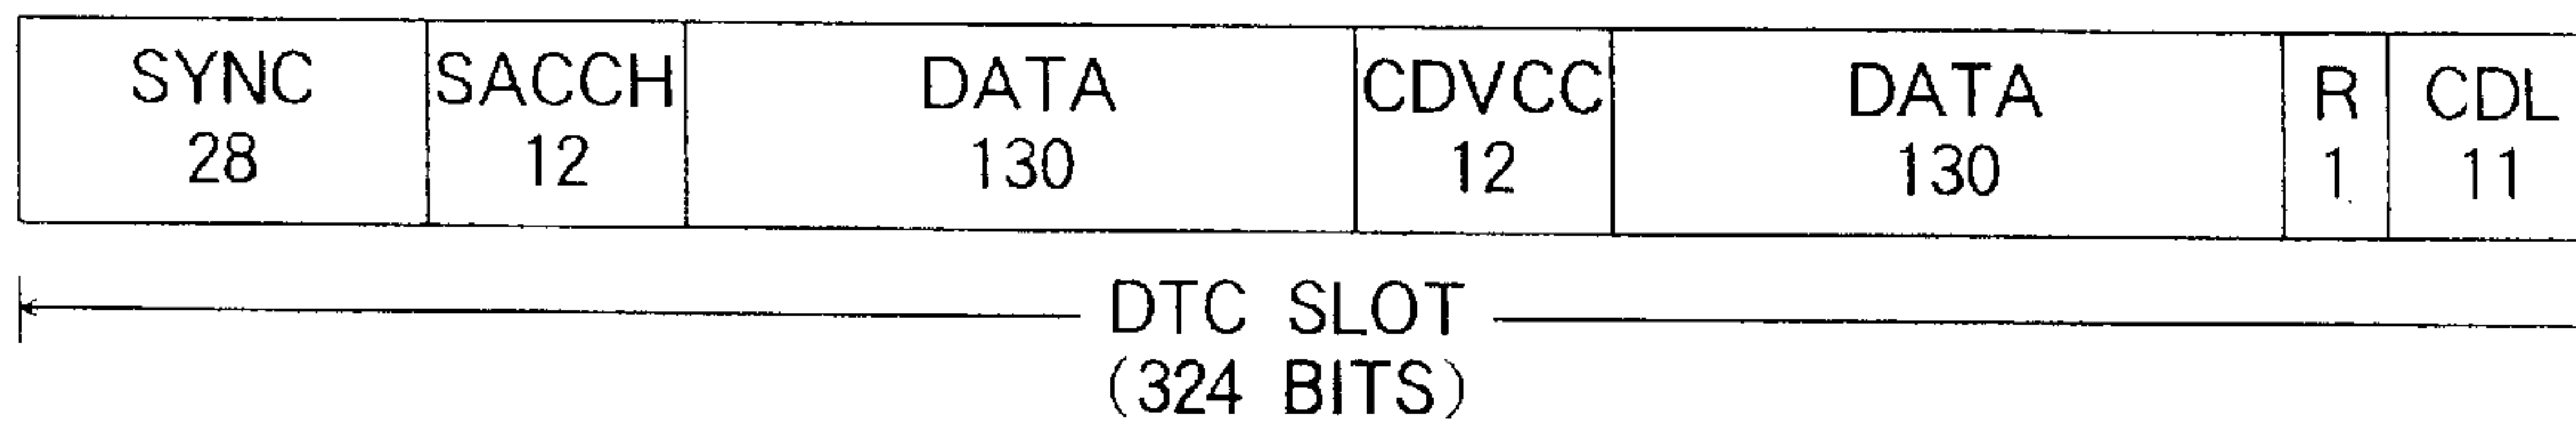 SYNC SACCH DATA CDVCC DATA R CDL
28 12 130 12 130 1 11
DTC SLOT
(324 BITS)